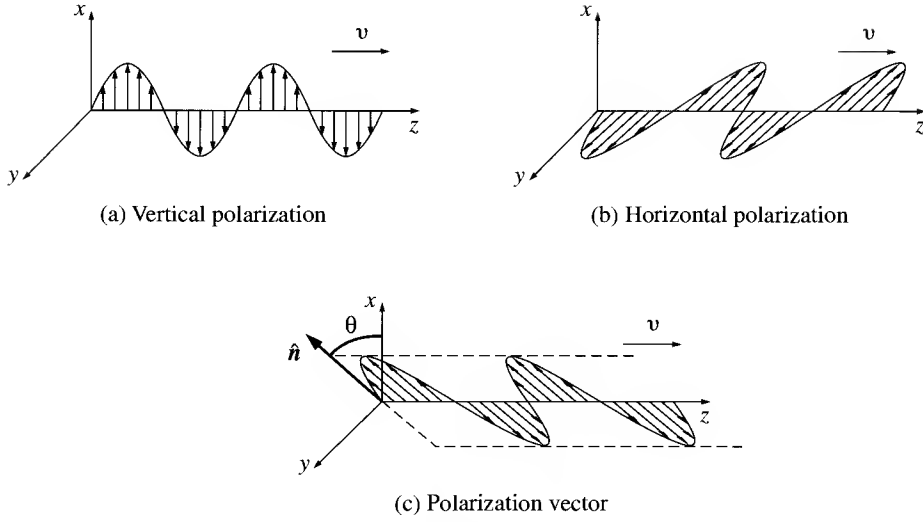 x
v
z
y
(a) Vertical polarization
x
v
z
y
(b) Horizontal polarization
x
θ
n̂
v
z
y
(c) Polarization vector